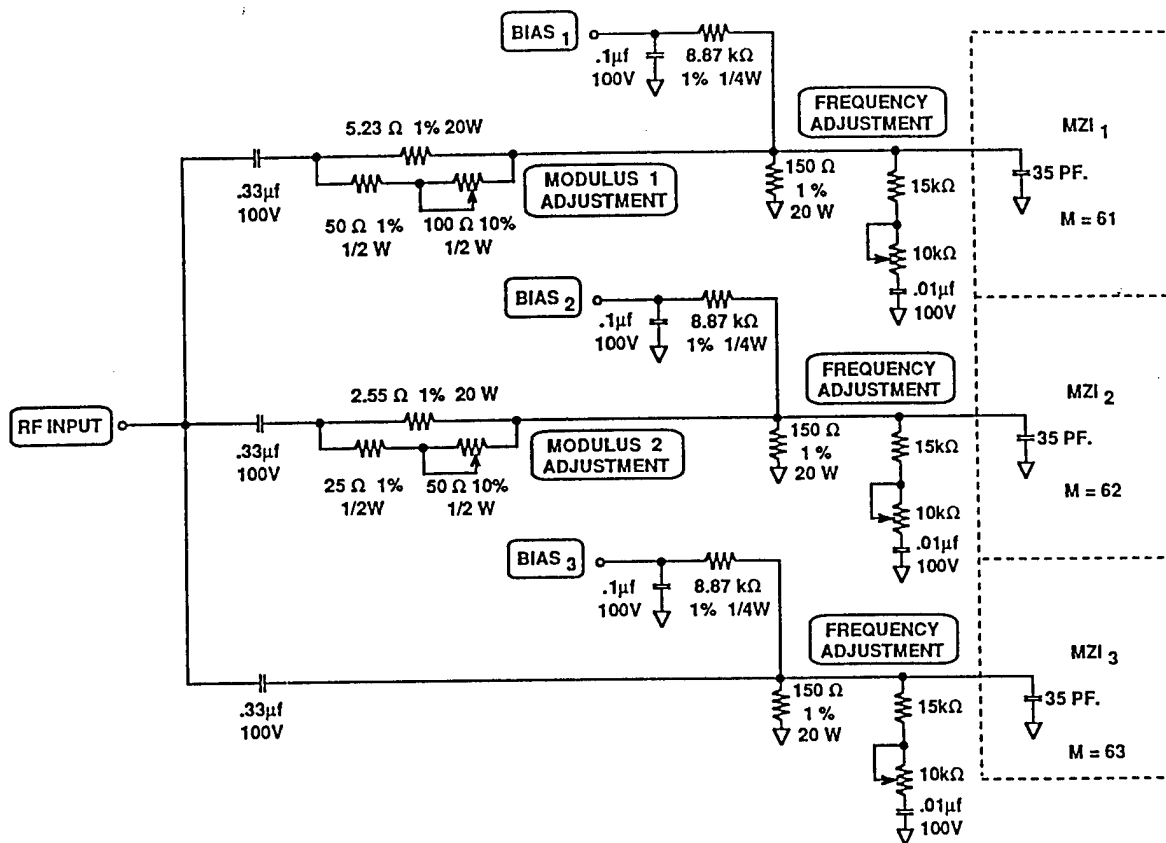 BIAS 1
.1µf
100V
8.87 kΩ
1% 1/4W
FREQUENCY
ADJUSTMENT
MZI 1
5.23 Ω 1% 20W
.33µf
100V
50 Ω 1%
1/2 W
100 Ω 10%
1/2 W
MODULUS 1
ADJUSTMENT
150 Ω
1 %
20 W
15kΩ
10kΩ
.01µf
100V
35 PF.
M = 61
BIAS 2
.1µf
100V
8.87 kΩ
1% 1/4W
FREQUENCY
ADJUSTMENT
MZI 2
RF INPUT
2.55 Ω 1% 20 W
.33µf
100V
25 Ω 1%
1/2W
50 Ω 10%
1/2 W
MODULUS 2
ADJUSTMENT
150 Ω
1 %
20 W
15kΩ
10kΩ
.01µf
100V
35 PF.
M = 62
BIAS 3
.1µf
100V
8.87 kΩ
1% 1/4W
FREQUENCY
ADJUSTMENT
MZI 3
.33µf
100V
150 Ω
1 %
20 W
15kΩ
10kΩ
.01µf
100V
35 PF.
M = 63